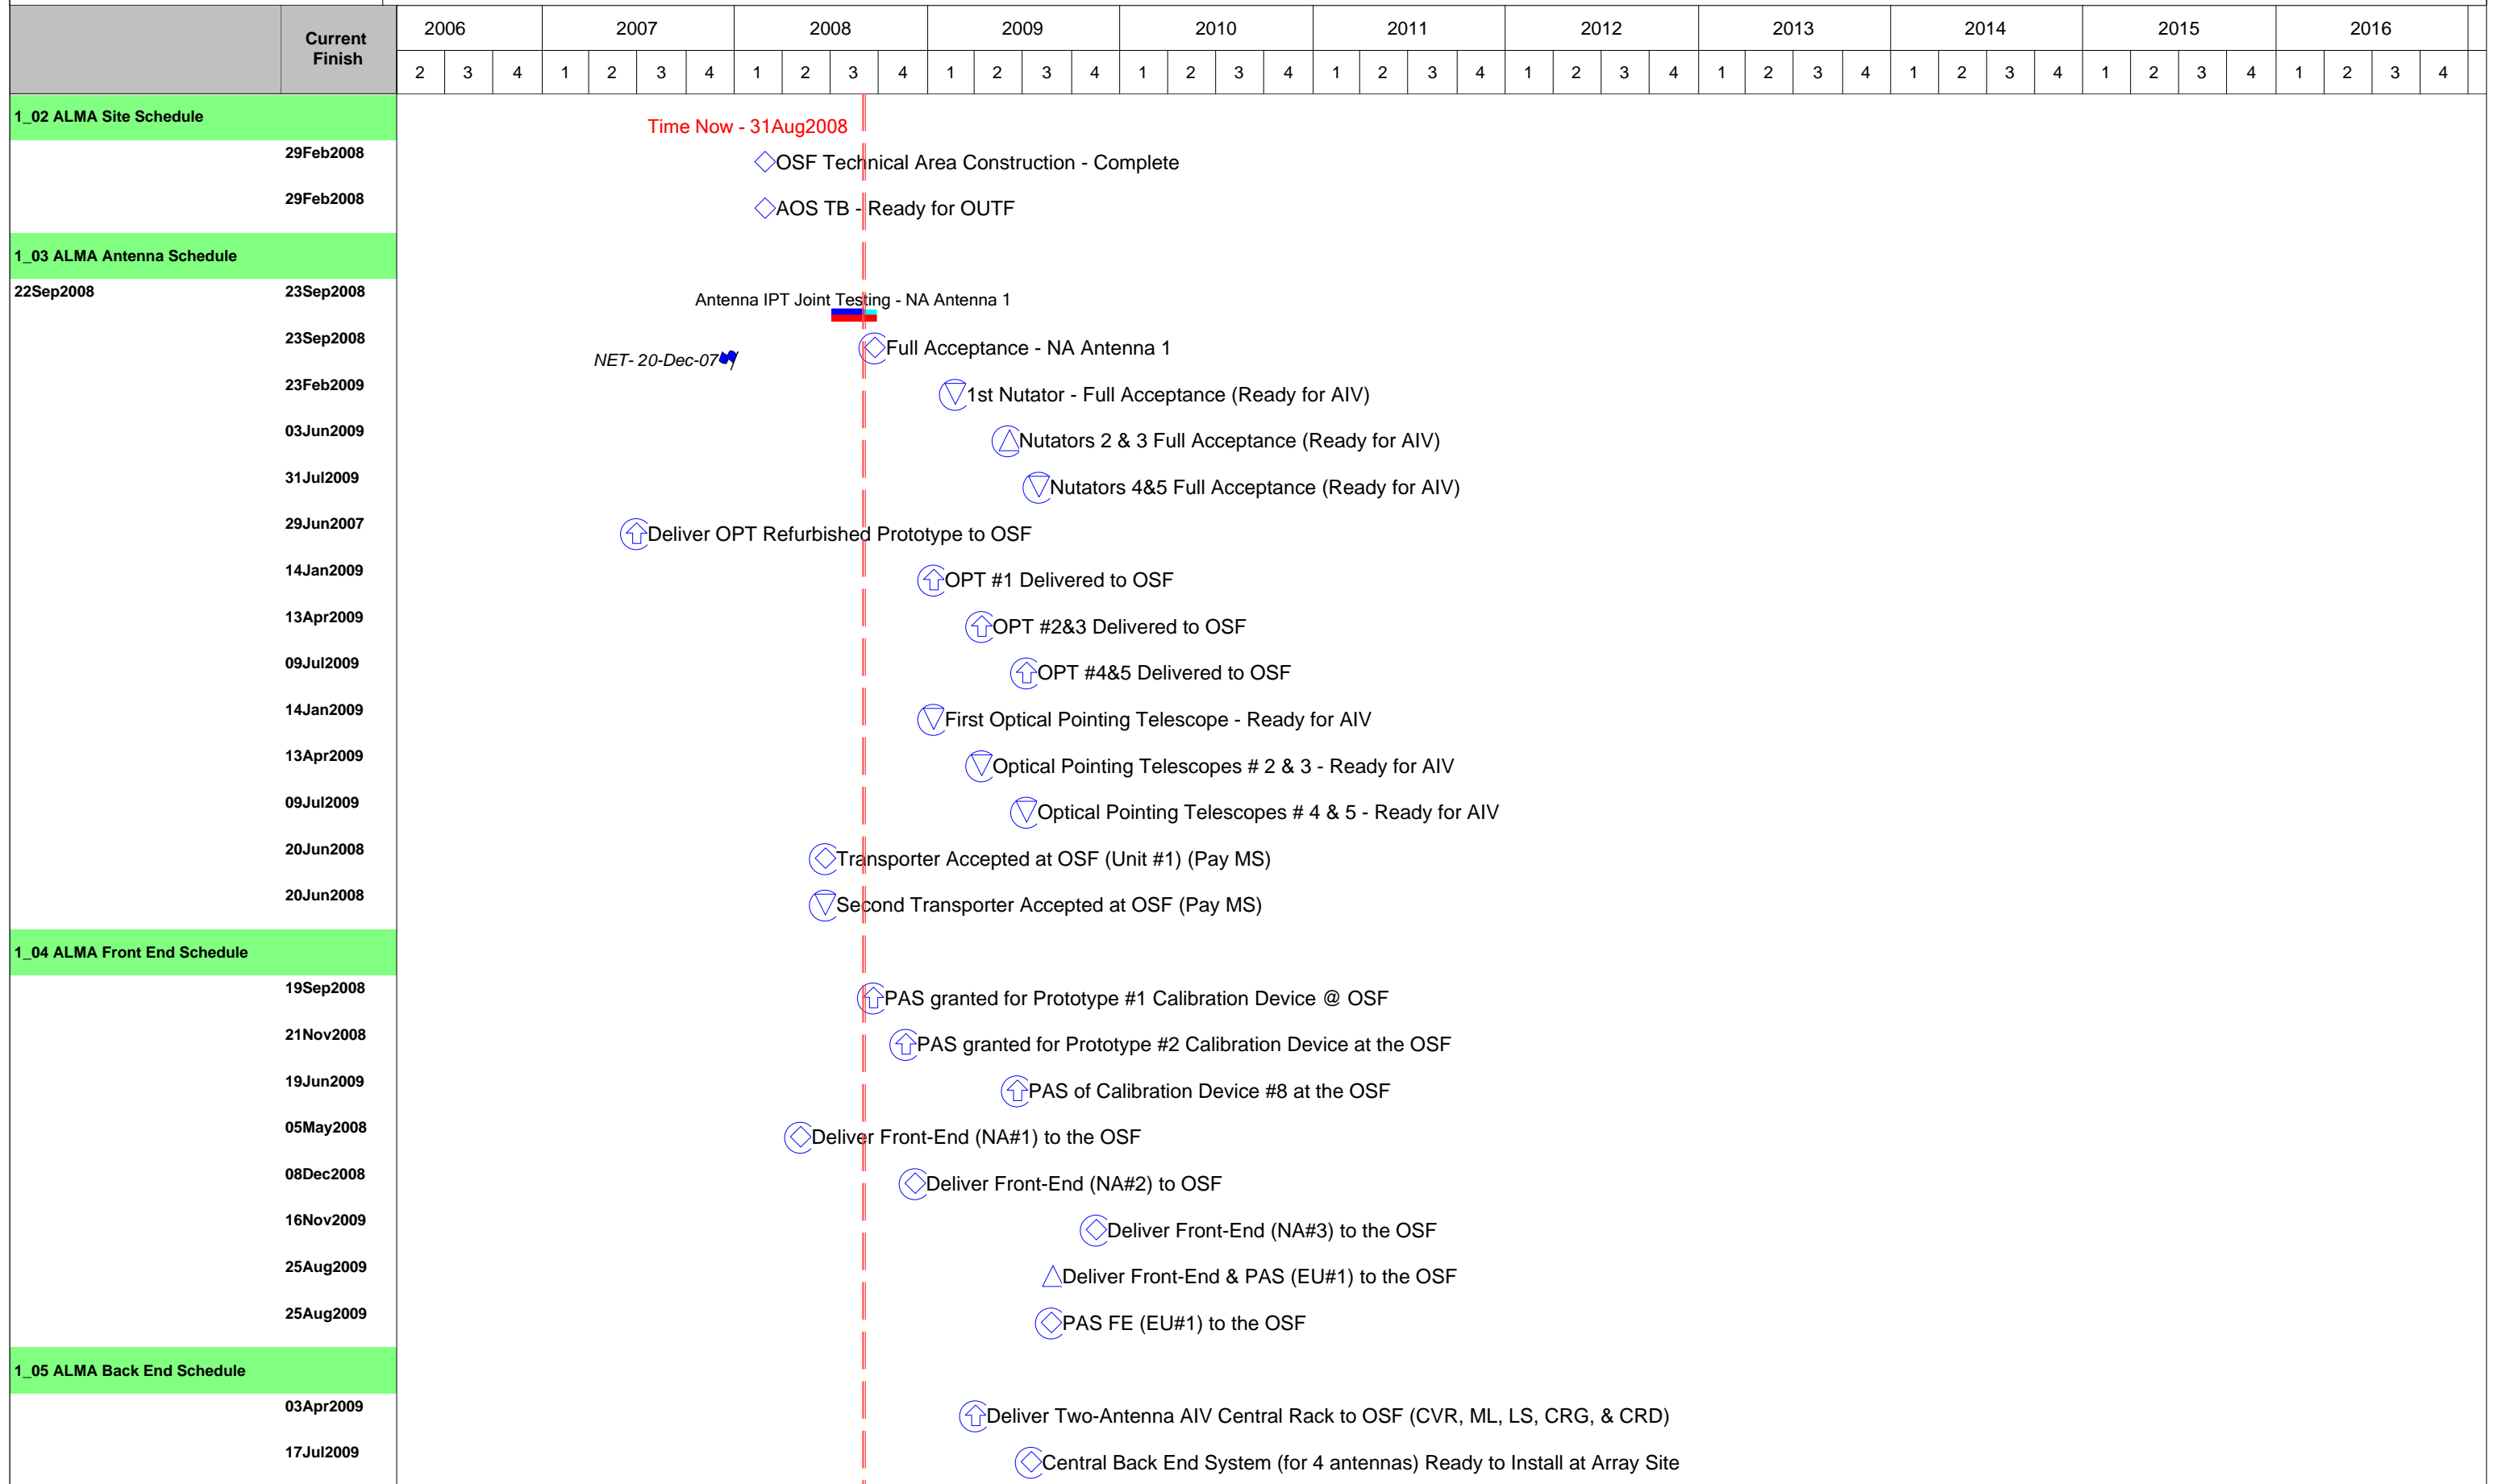 Current Finish 2006 2007 2008 2009 2010 2011 2012 2013 2014 2015 2016
2 3 4 1 2 3 4 1 2 3 4 1 2 3 4 1 2 3 4 1 2 3 4 1 2 3 4 1 2 3 4 1 2 3 4 1 2 3 4 1 2 3 4
1_02 ALMA Site Schedule
Time Now - 31Aug2008
29Feb2008 OSF Technical Area Construction - Complete
29Feb2008 AOS TB - Ready for OUTF
1_03 ALMA Antenna Schedule
22Sep2008 23Sep2008 Antenna IPT Joint Testing - NA Antenna 1
23Sep2008 NET- 20-Dec-07 Full Acceptance - NA Antenna 1
23Feb2009 1st Nutator - Full Acceptance (Ready for AIV)
03Jun2009 Nutators 2 & 3 Full Acceptance (Ready for AIV)
31Jul2009 Nutators 4&5 Full Acceptance (Ready for AIV)
29Jun2007 Deliver OPT Refurbished Prototype to OSF
14Jan2009 OPT #1 Delivered to OSF
13Apr2009 OPT #2&3 Delivered to OSF
09Jul2009 OPT #4&5 Delivered to OSF
14Jan2009 First Optical Pointing Telescope - Ready for AIV
13Apr2009 Optical Pointing Telescopes # 2 & 3 - Ready for AIV
09Jul2009 Optical Pointing Telescopes # 4 & 5 - Ready for AIV
20Jun2008 Transporter Accepted at OSF (Unit #1) (Pay MS)
20Jun2008 Second Transporter Accepted at OSF (Pay MS)
1_04 ALMA Front End Schedule
19Sep2008 PAS granted for Prototype #1 Calibration Device @ OSF
21Nov2008 PAS granted for Prototype #2 Calibration Device at the OSF
19Jun2009 PAS of Calibration Device #8 at the OSF
05May2008 Deliver Front-End (NA#1) to the OSF
08Dec2008 Deliver Front-End (NA#2) to OSF
16Nov2009 Deliver Front-End (NA#3) to the OSF
25Aug2009 Deliver Front-End & PAS (EU#1) to the OSF
25Aug2009 PAS FE (EU#1) to the OSF
1_05 ALMA Back End Schedule
03Apr2009 Deliver Two-Antenna AIV Central Rack to OSF (CVR, ML, LS, CRG, & CRD)
17Jul2009 Central Back End System (for 4 antennas) Ready to Install at Array Site